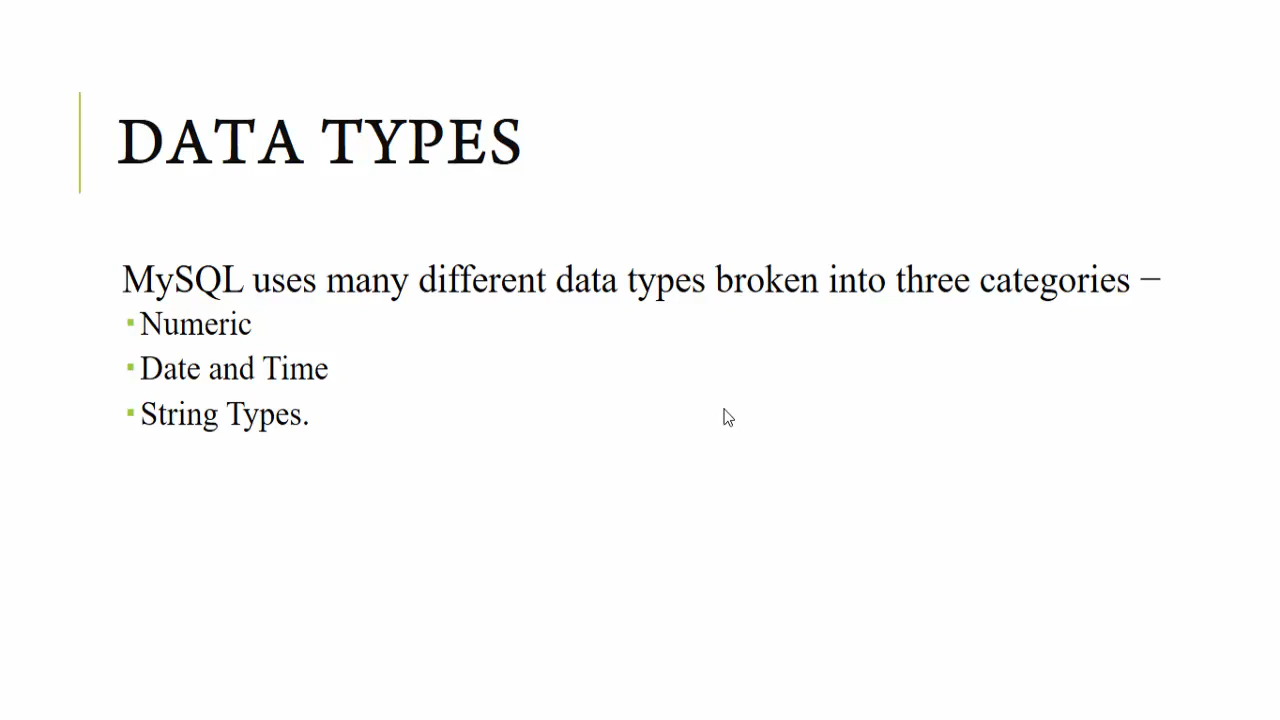 DATA TYPES
MySQL uses many different data types broken into three categories −
▪ Numeric
▪ Date and Time
▪ String Types.